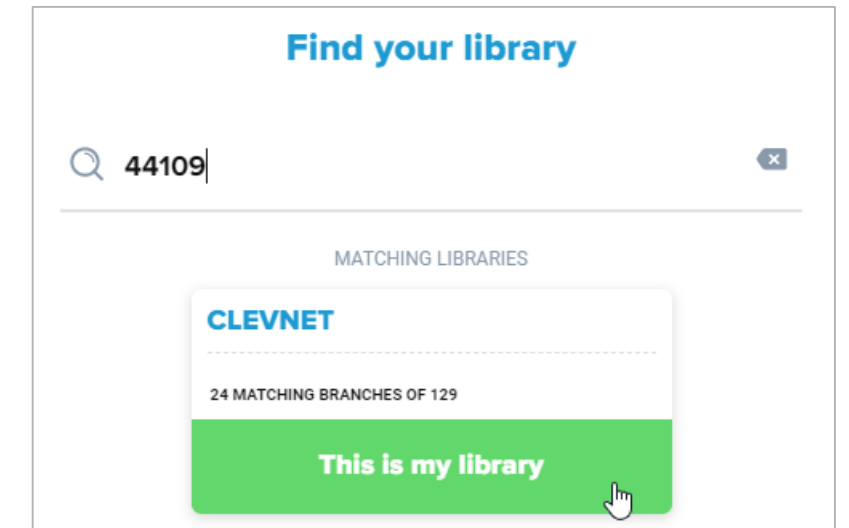 Find your library
44109
MATCHING LIBRARIES
CLEVNET
24 MATCHING BRANCHES OF 129
This is my library